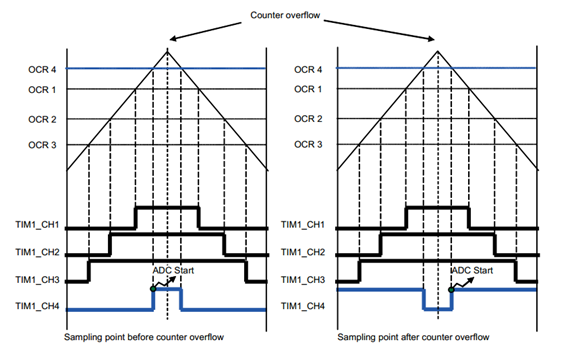 Counter overflow
OCR 4
OCR 1
OCR 2
OCR 3
TIM1_CH1
TIM1_CH2
TIM1_CH3
ADC Start
TIM1_CH4
Sampling point before counter overflow
OCR 4
OCR 1
OCR 2
OCR 3
TIM1_CH1
TIM1_CH2
TIM1_CH3
ADC Start
TIM1_CH4
Sampling point after counter overflow